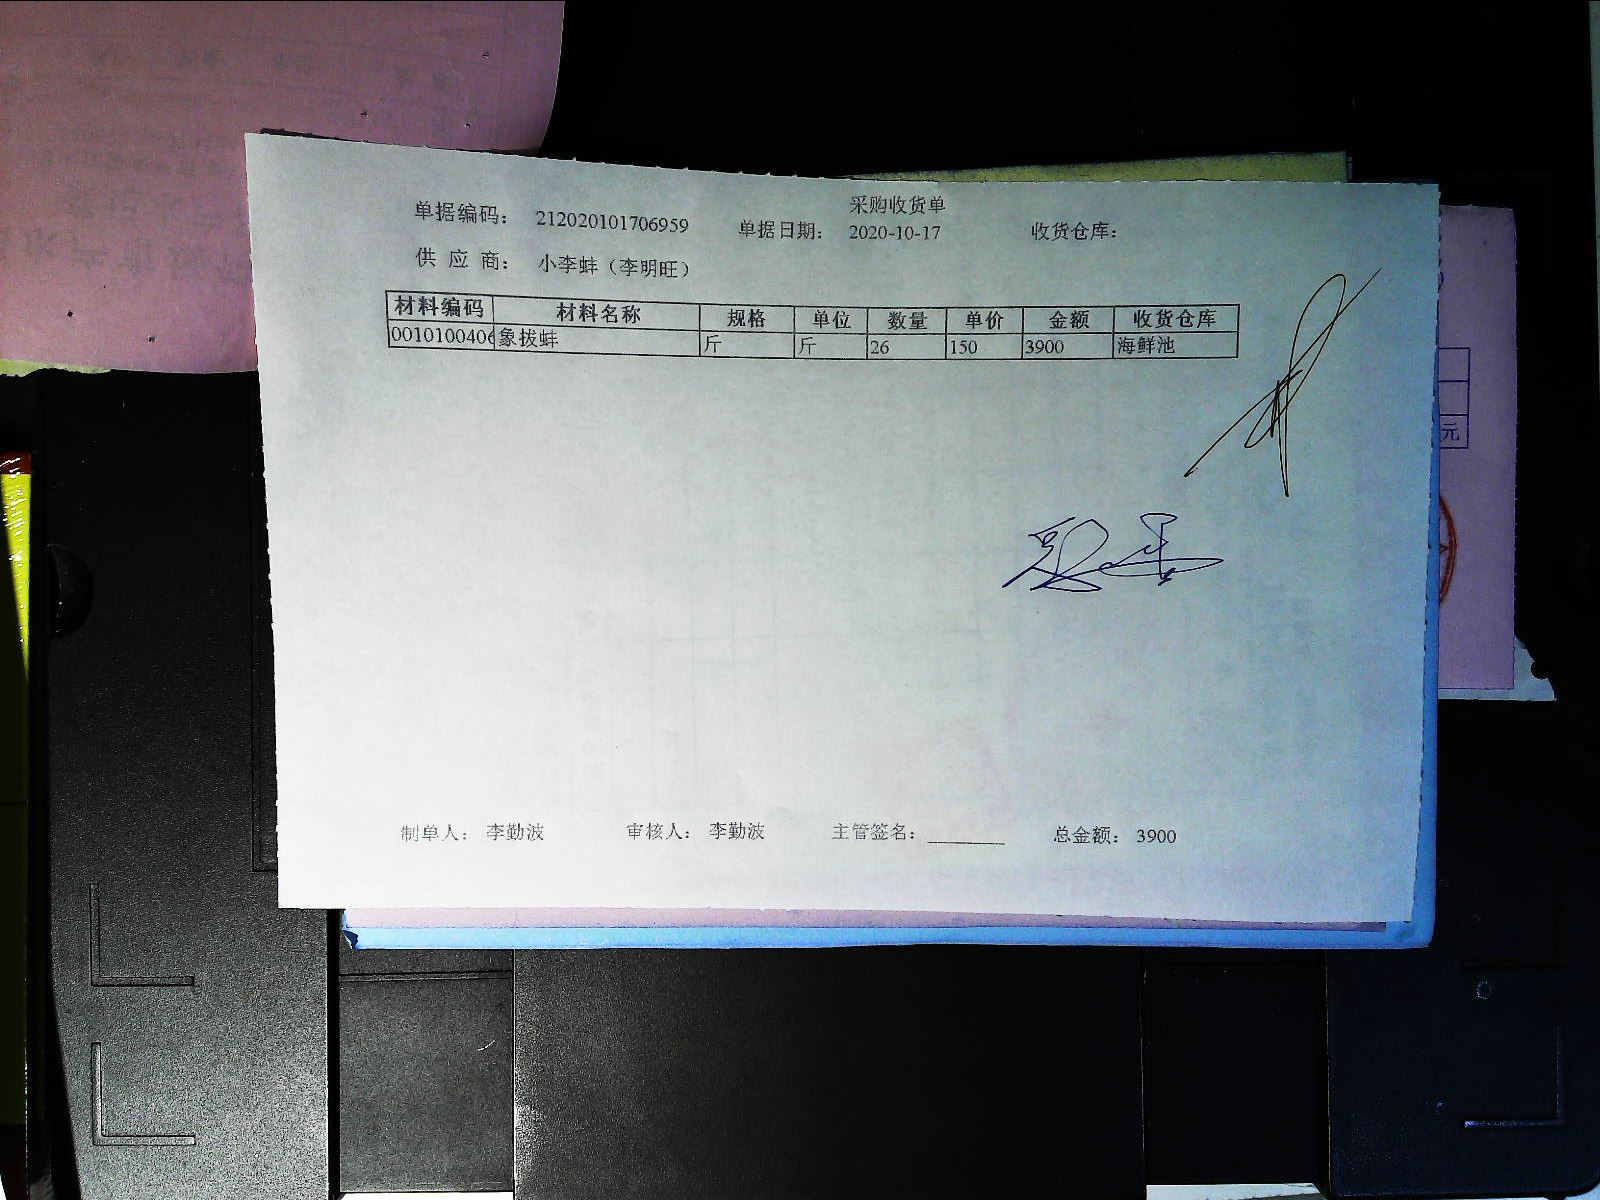 采购收货单
单据编码： 212020101706959 单据日期： 2020-10-17 收货仓库：
供 应 商： 小李蚌（李明旺）
材料编码 材料名称 规格 单位 数量 单价 金额 收货仓库
0010100406 象拔蚌 斤 斤 26 150 3900 海鲜池
制单人： 李勤波 审核人： 李勤波 主管签名： 总金额： 3900
元